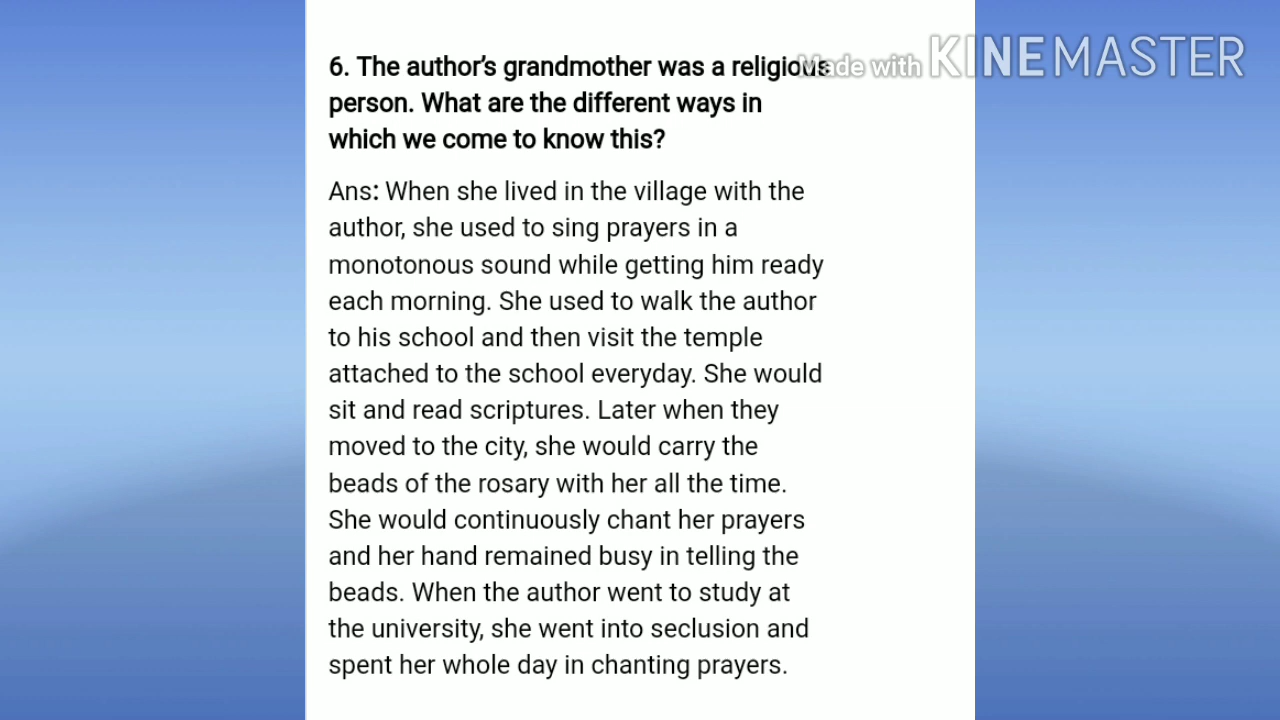 Made with KINEMASTER
6. The author's grandmother was a religious
person. What are the different ways in
which we come to know this?
Ans: When she lived in the village with the
author, she used to sing prayers in a
monotonous sound while getting him ready
each morning. She used to walk the author
to his school and then visit the temple
attached to the school everyday. She would
sit and read scriptures. Later when they
moved to the city, she would carry the
beads of the rosary with her all the time.
She would continuously chant her prayers
and her hand remained busy in telling the
beads. When the author went to study at
the university, she went into seclusion and
spent her whole day in chanting prayers.